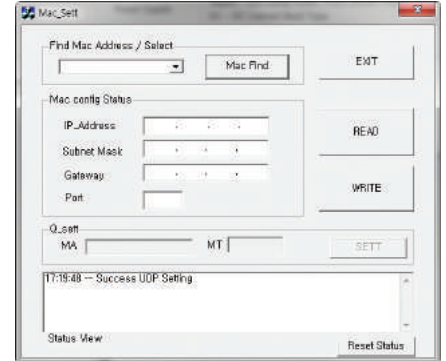 Mac_Sett
Find Mac Address / Select
Mac Find
EXIT
Mac config Status
IP_Address
READ
Subnet Mask
Gateway
WRITE
Port
Q_sett
MA
MT
SETT
17:19:48 -- Success UDP Setting
Status View
Reset Status